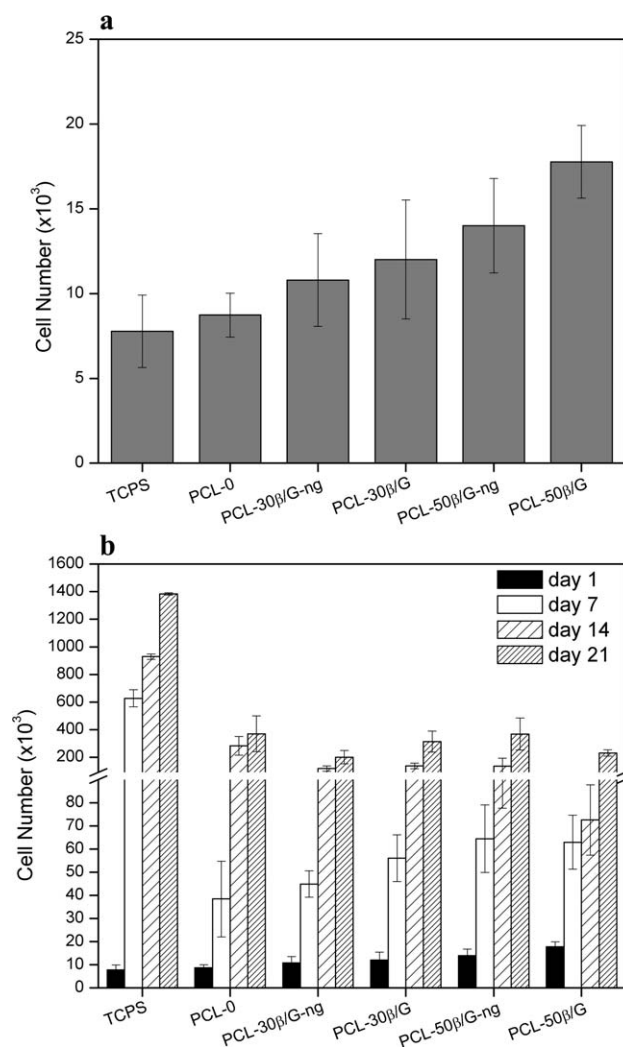 a
25
20
15
10
5
0
Cell Number (x10³)
TCPS
PCL-0
PCL-30β/G-ng
PCL-30β/G
PCL-50β/G-ng
PCL-50β/G
b
1600
1400
1200
1000
800
600
400
200
80
70
60
50
40
30
20
10
0
Cell Number (x10³)
day 1
day 7
day 14
day 21
TCPS
PCL-0
PCL-30β/G-ng
PCL-30β/G
PCL-50β/G-ng
PCL-50β/G